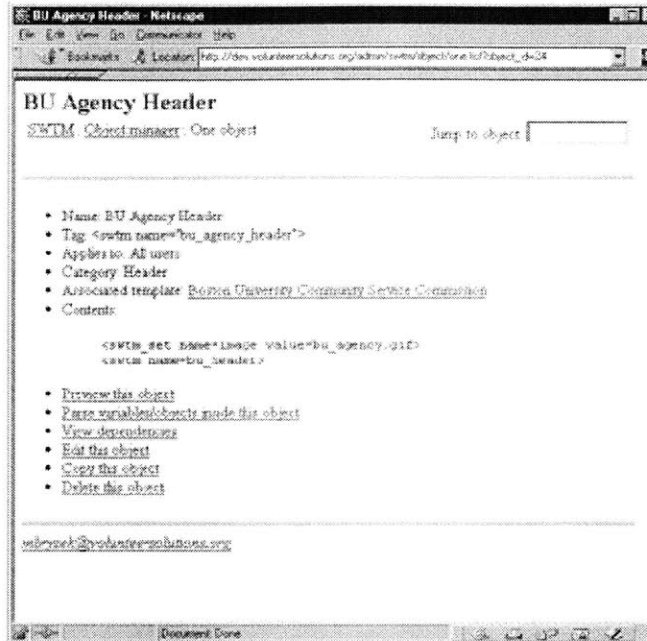 BU Agency Header - Netscape
File Edit View Go Communicator Help
Bookmarks Location: http://dev.volunteersolutions.org/admin/swtm/object/one.tcl?object_id=24
BU Agency Header
SWTM : Object manager : One object
Jump to object:
Name: BU Agency Header
Tag: <swtm name="bu_agency_header">
Applies to: All users
Category: Header
Associated template: Boston University Community Service Commission
Contents:
<swtm_set name=image value=bu_agency.gif>
<swtm name=bu_header>
Preview this object
Parse variables/objects inside this object
View dependencies
Edit this object
Copy this object
Delete this object
@volunteersolutions.org
Document: Done